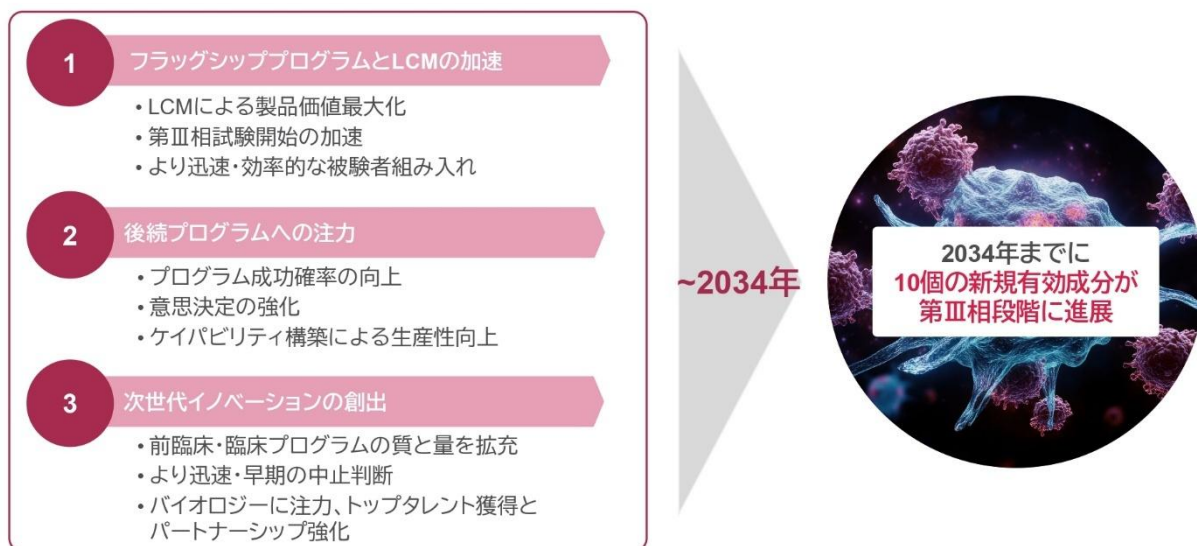 1
フラッグシッププログラムとLCMの加速
• LCMによる製品価値最大化
• 第Ⅲ相試験開始の加速
• より迅速・効率的な被験者組み入れ
2
後続プログラムへの注力
• プログラム成功確率の向上
• 意思決定の強化
• ケイパビリティ構築による生産性向上
3
次世代イノベーションの創出
• 前臨床・臨床プログラムの質と量を拡充
• より迅速・早期の中止判断
• バイオロジーに注力、トップタレント獲得と
パートナーシップ強化
~2034年
2034年までに
10個の新規有効成分が
第Ⅲ相段階に進展